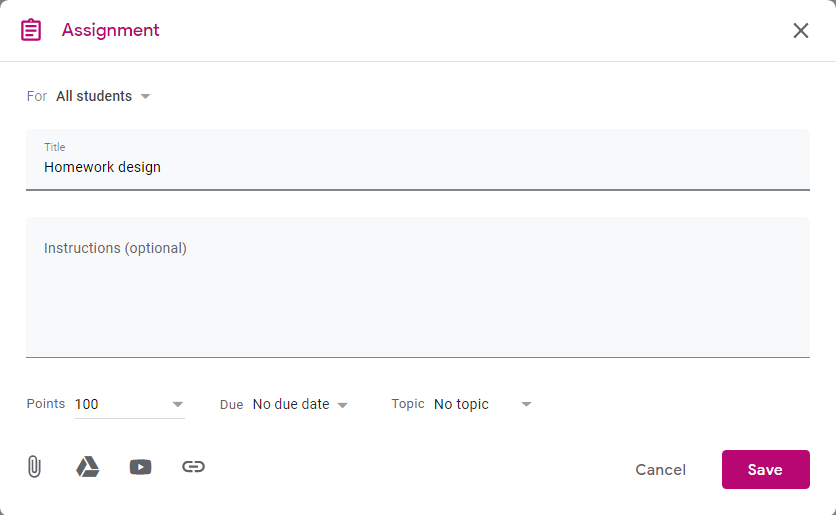 Assignment
For All students
Title
Homework design
Instructions (optional)
Points 100 Due No due date Topic No topic
Cancel Save